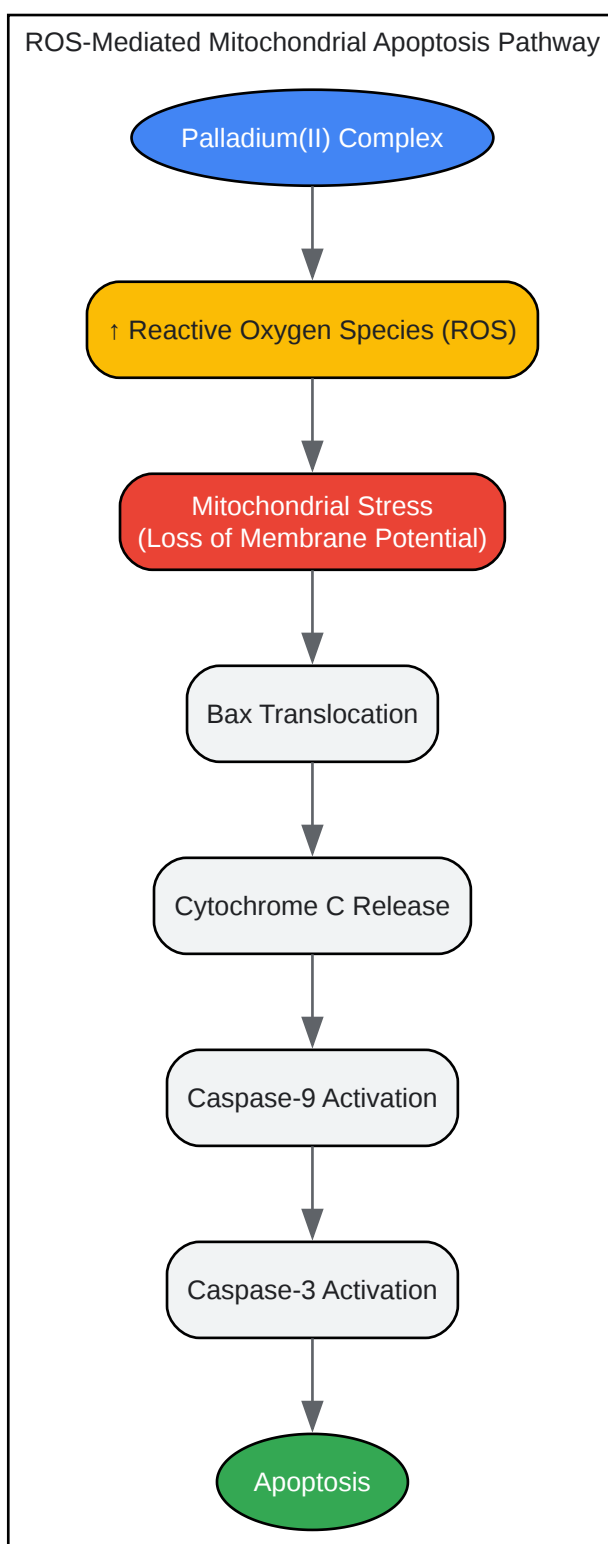 ROS-Mediated Mitochondrial Apoptosis Pathway
Palladium(II) Complex
↑ Reactive Oxygen Species (ROS)
Mitochondrial Stress
(Loss of Membrane Potential)
Bax Translocation
Cytochrome C Release
Caspase-9 Activation
Caspase-3 Activation
Apoptosis